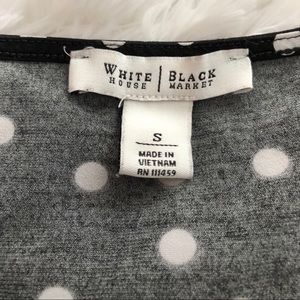 WHITE | BLACK
HOUSE | MARKET
S
MADE IN
VIETNAM
RN 111459